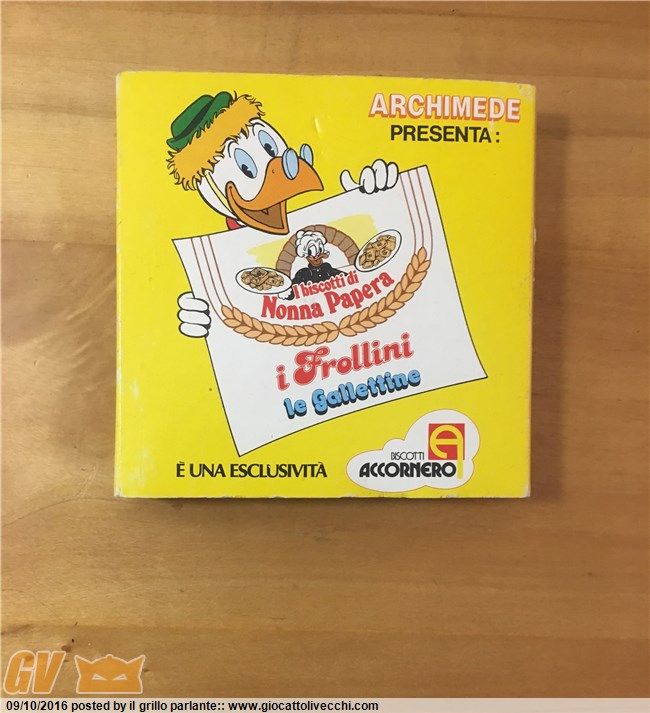 ARCHIMEDE
PRESENTA:
I biscotti di
Nonna Papera
i Frollini
le Gallettine
È UNA ESCLUSIVITÀ
BISCOTTI
ACCORNERO
A
GV
09/10/2016 posted by il grillo parlante:: www.giocattolivecchi.com